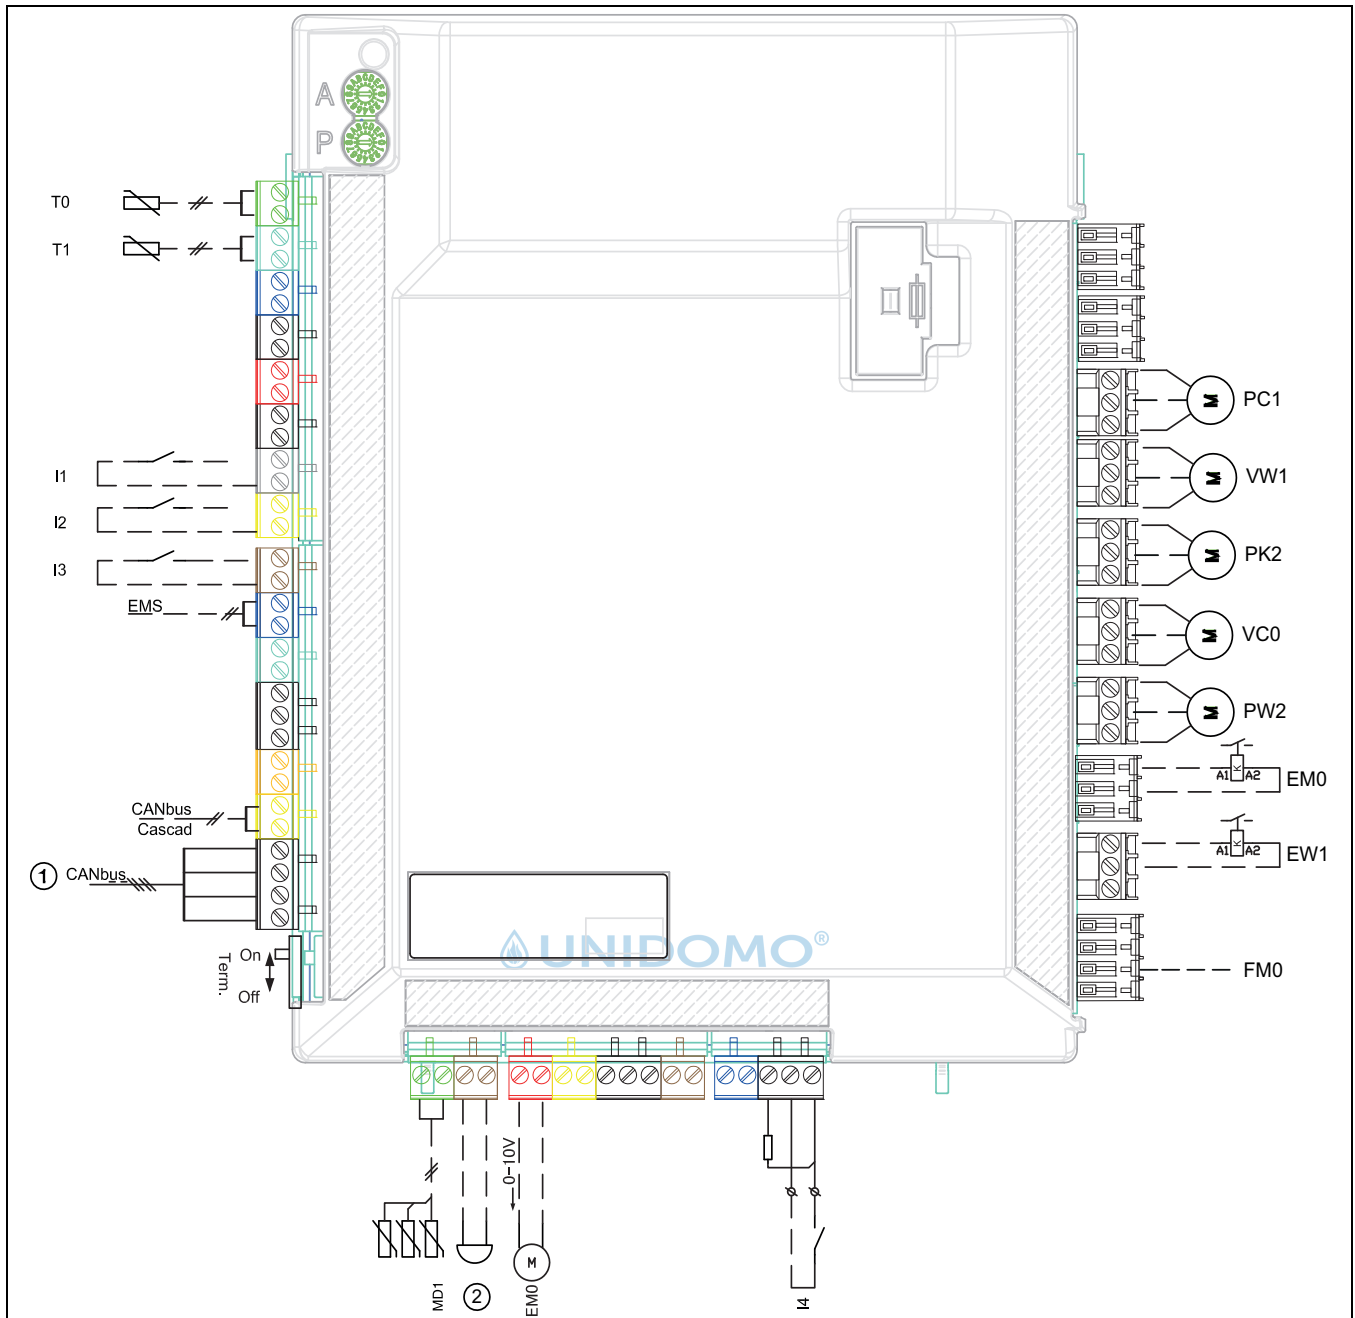 A
P
T0
T1
I1
I2
I3
EMS
CANbus
Cascad
1 CANbus
On
Term.
Off
PC1
M
VW1
M
PK2
M
VC0
M
PW2
M
A1 K A2
EM0
A1 K A2
EW1
FM0
UNIDOMO®
0-10V
MD1
2
M
EM0
I4